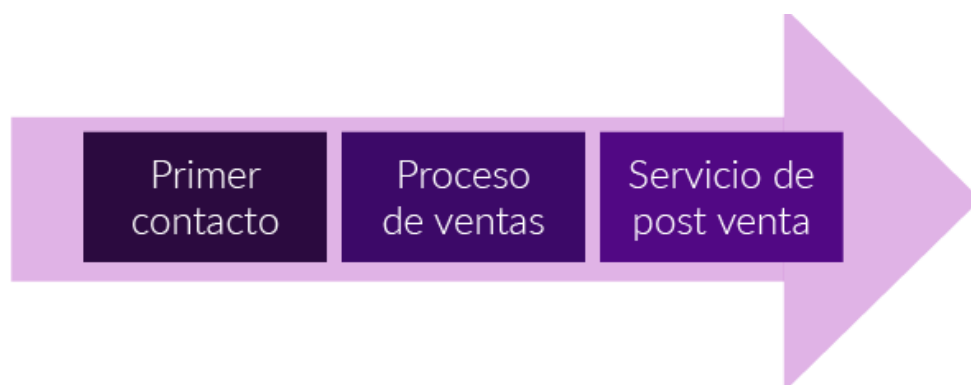 Primer
contacto
Proceso
de ventas
Servicio de
post venta